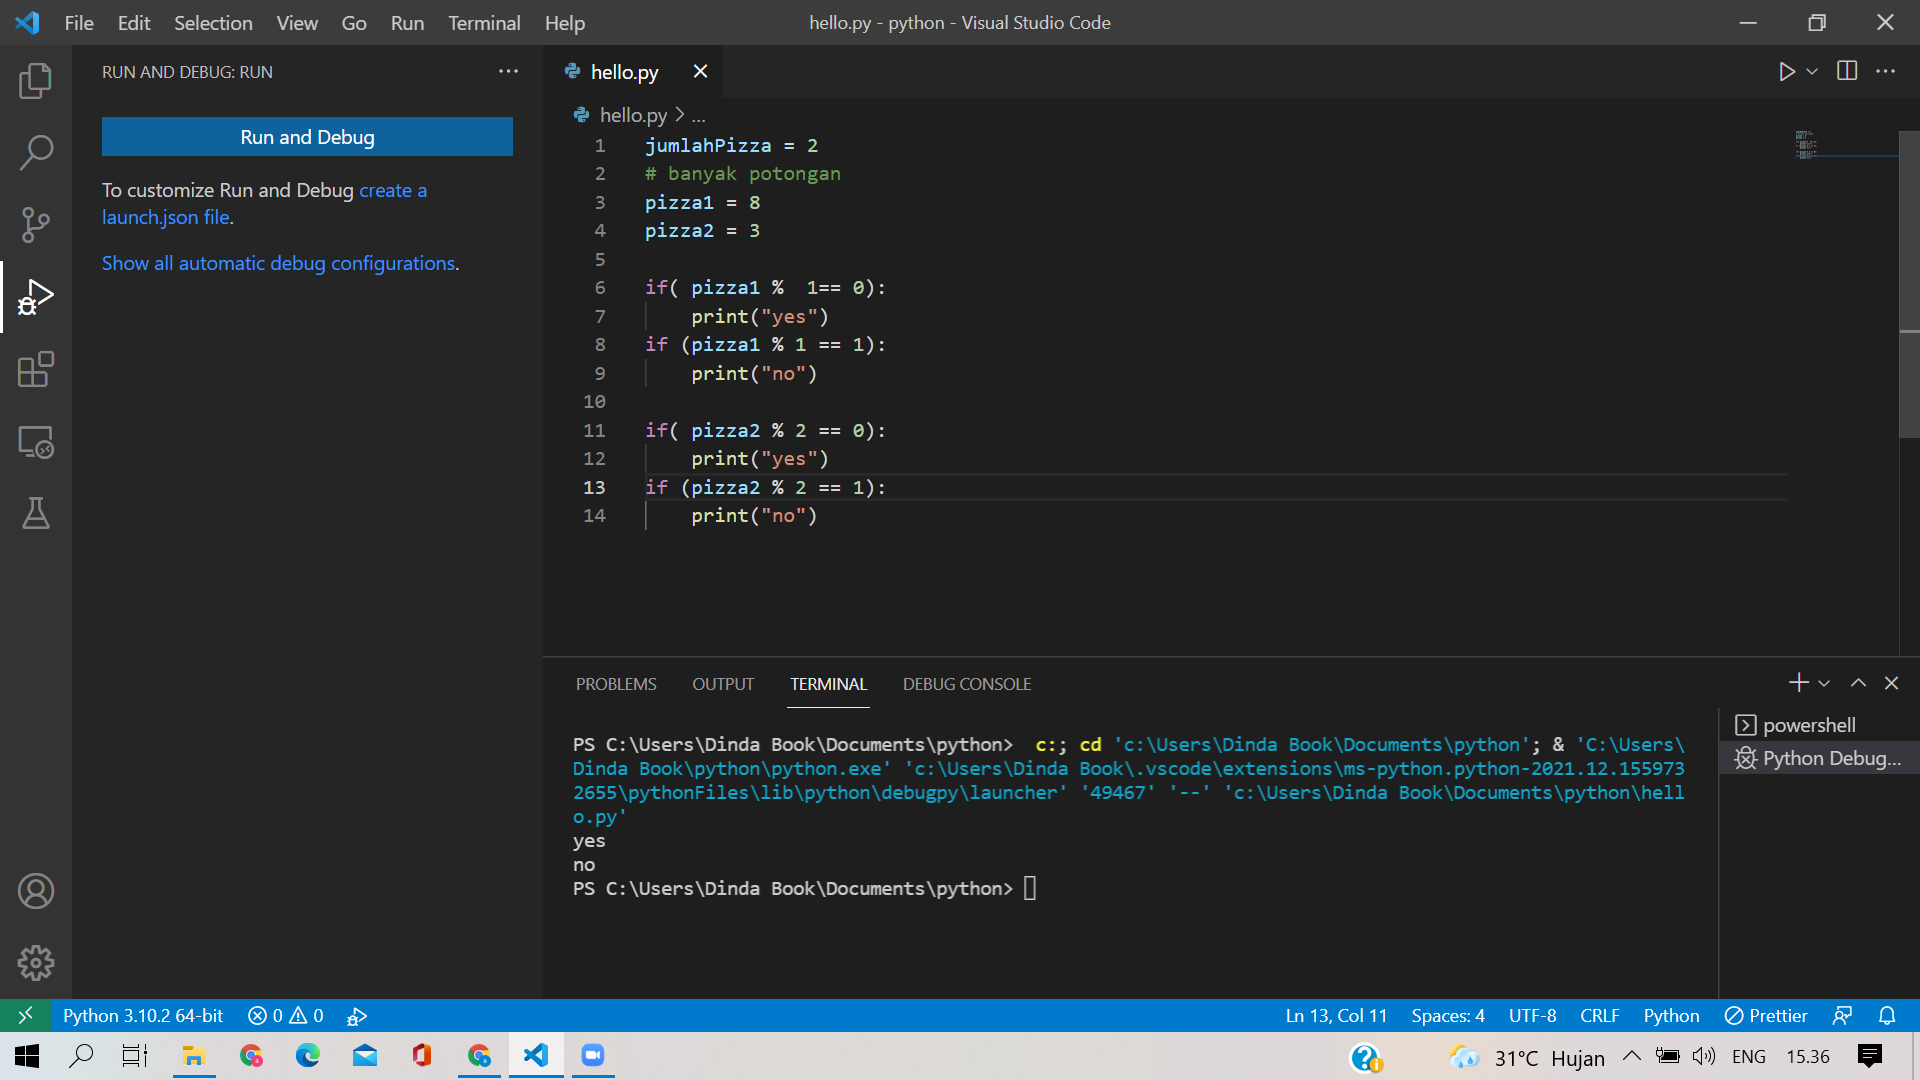 File Edit Selection View Go Run Terminal Help
hello.py - python - Visual Studio Code
RUN AND DEBUG: RUN
Run and Debug
To customize Run and Debug create a
launch.json file.
Show all automatic debug configurations.
hello.py
hello.py > ...
1 jumlahPizza = 2
2 # banyak potongan
3 pizza1 = 8
4 pizza2 = 3
5
6 if( pizza1 %  1== 0):
7     print("yes")
8 if (pizza1 % 1 == 1):
9     print("no")
10
11 if( pizza2 % 2 == 0):
12     print("yes")
13 if (pizza2 % 2 == 1):
14     print("no")
PROBLEMS OUTPUT TERMINAL DEBUG CONSOLE
PS C:\Users\Dinda Book\Documents\python>  c:; cd 'c:\Users\Dinda Book\Documents\python'; & 'C:\Users\
Dinda Book\python\python.exe' 'c:\Users\Dinda Book\.vscode\extensions\ms-python.python-2021.12.155973
2655\pythonFiles\lib\python\debugpy\launcher' '49467' '--' 'c:\Users\Dinda Book\Documents\python\hell
o.py'
yes
no
PS C:\Users\Dinda Book\Documents\python>
powershell
Python Debug...
Python 3.10.2 64-bit 0 0
Ln 13, Col 11 Spaces: 4 UTF-8 CRLF Python Prettier
31°C Hujan ENG 15.36